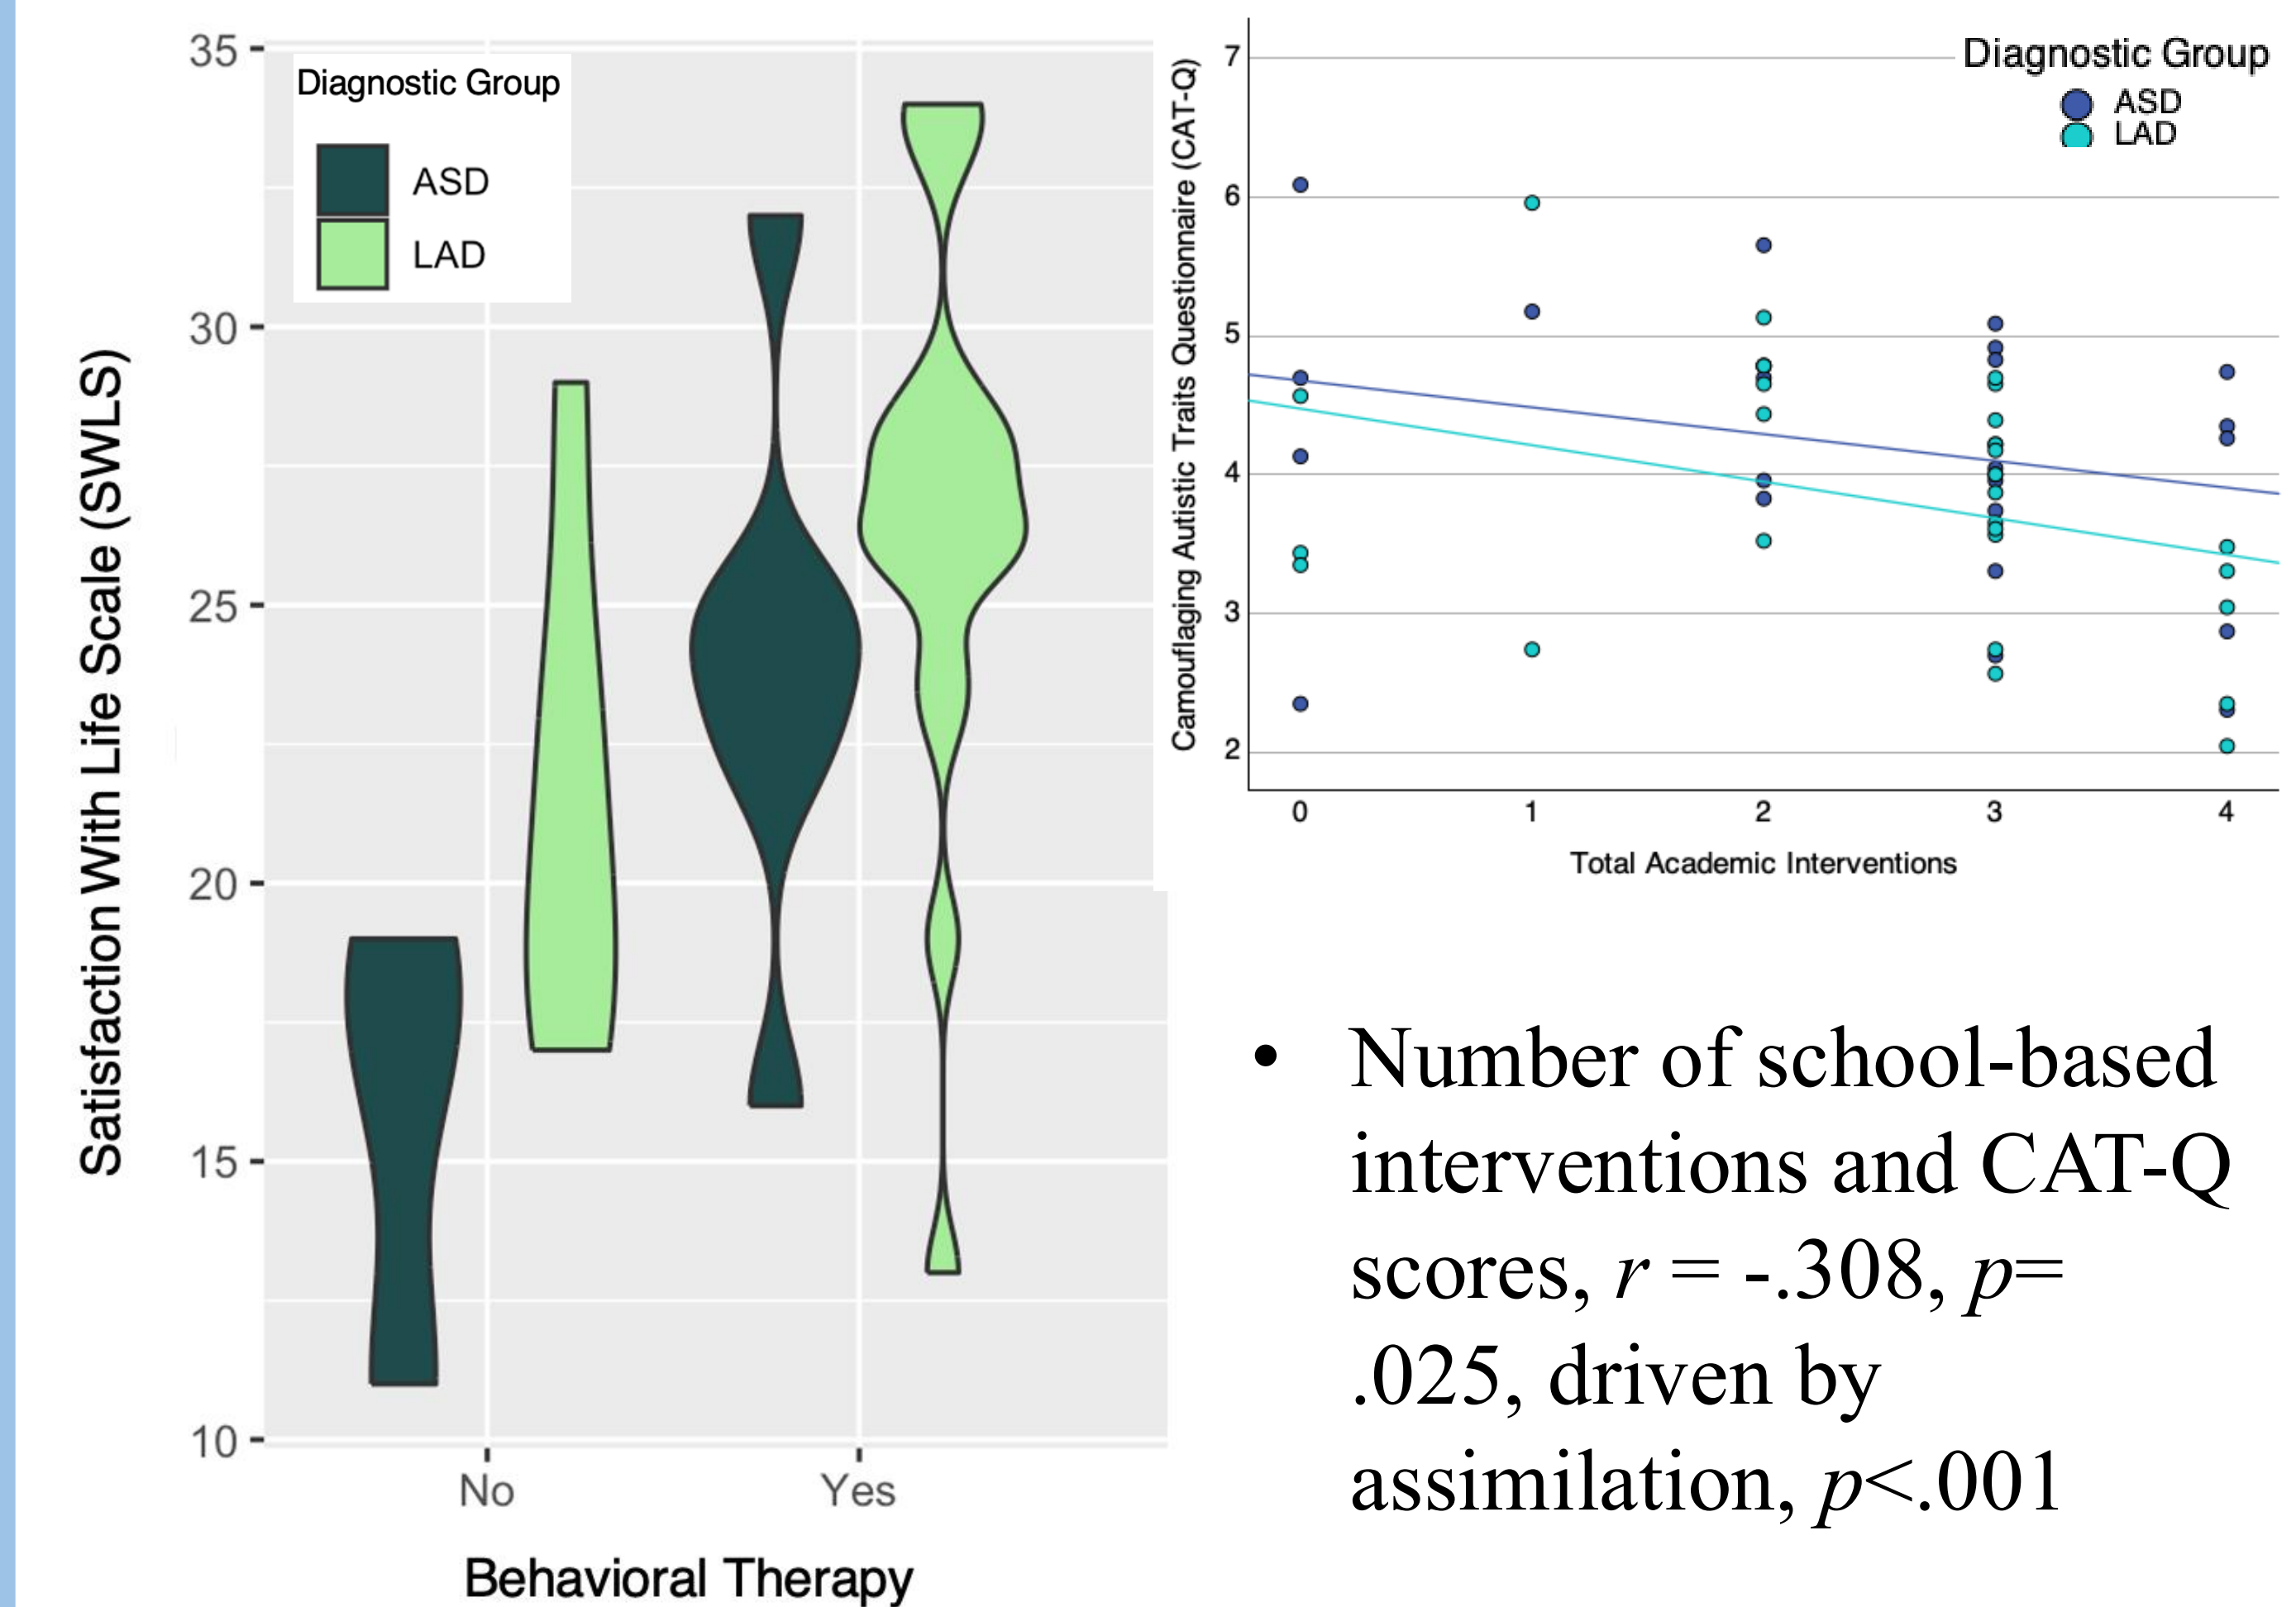 Satisfaction With Life Scale (SWLS)
35
30
25
20
15
10
Diagnostic Group
ASD
LAD
No
Yes
Behavioral Therapy
Camouflaging Autistic Traits Questionnaire (CAT-Q)
7
6
5
4
3
2
Diagnostic Group
ASD
LAD
0
1
2
3
4
Total Academic Interventions
• Number of school-based
interventions and CAT-Q
scores, r = -.308, p=
.025, driven by
assimilation, p<.001